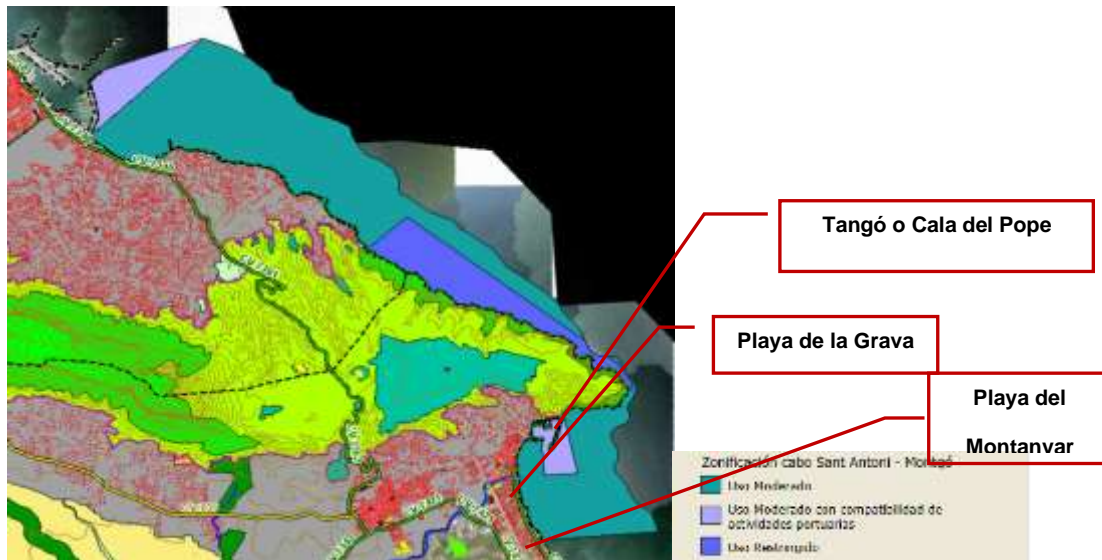 Tangó o Cala del Pope
Playa de la Grava
Playa del
Montanyar
Zonificación cabo Sant Antoni - Montgó
Uso Moderado
Uso Moderado con compatibilidad de
actividades portuarias
Uso Restringido